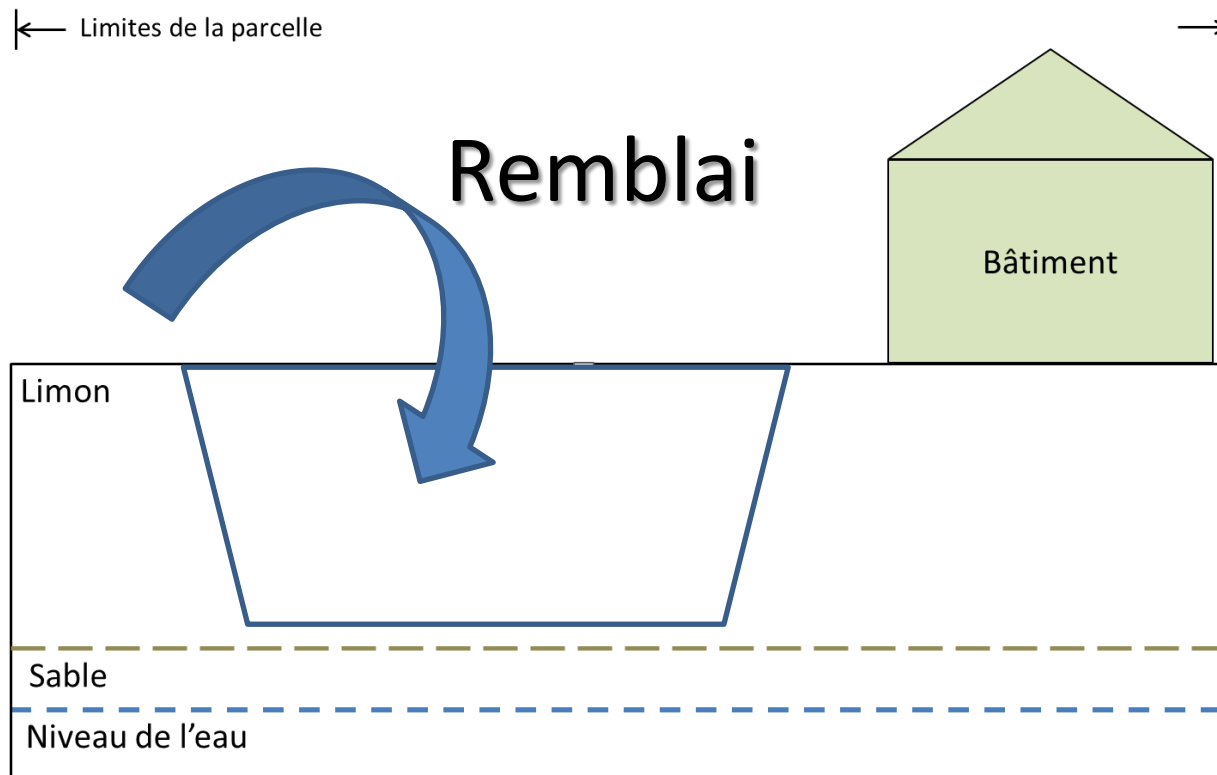 Limites de la parcelle
Remblai
Bâtiment
Limon
Sable
Niveau de l’eau